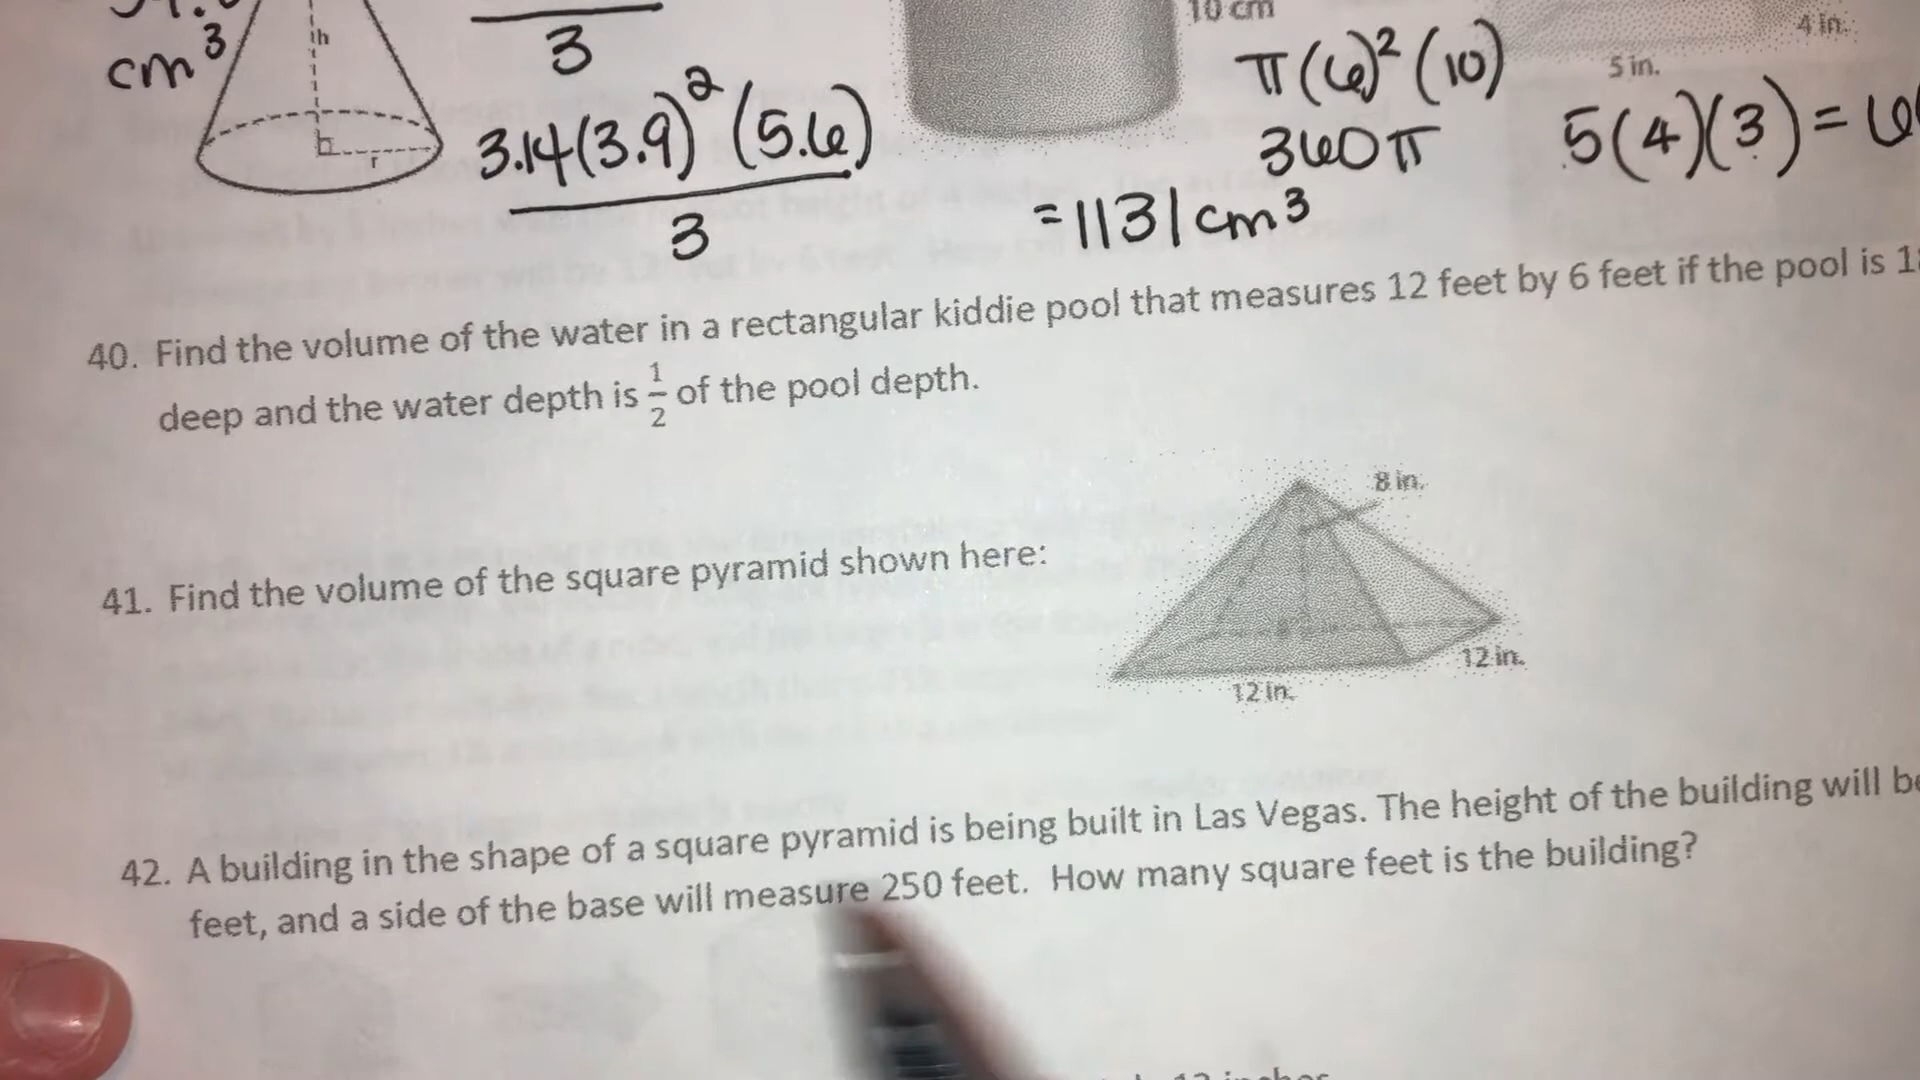 cm³
h
r
3
3.14(3.9)² (5.6)
3
10 cm
π(6)² (10)
360π
=1131 cm³
4 in.
5 in.
5(4)(3) =
40. Find the volume of the water in a rectangular kiddie pool that measures 12 feet by 6 feet if the pool is
deep and the water depth is 1/2 of the pool depth.
8 in.
41. Find the volume of the square pyramid shown here:
12 in.
12 in.
42. A building in the shape of a square pyramid is being built in Las Vegas. The height of the building will
feet, and a side of the base will measure 250 feet. How many square feet is the building?